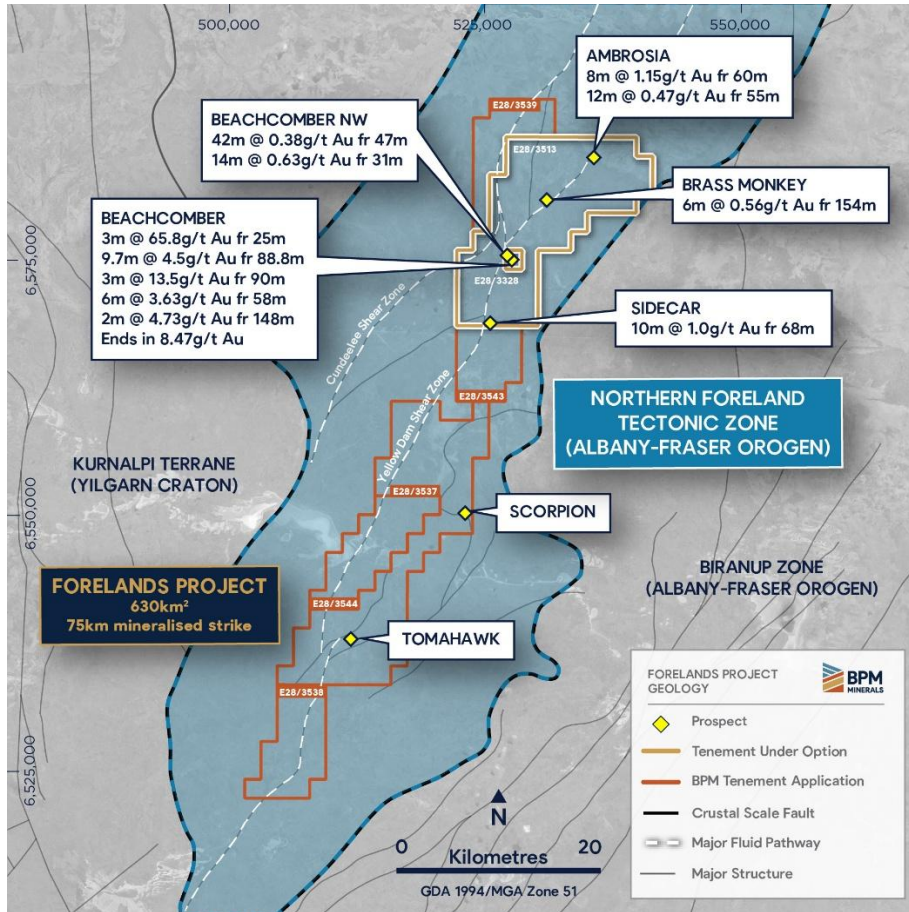 500,000
525,000
550,000
AMBROSIA
8m @ 1.15g/t Au fr 60m
12m @ 0.47g/t Au fr 55m
E28/3539
BEACHCOMBER NW
42m @ 0.38g/t Au fr 47m
14m @ 0.63g/t Au fr 31m
E28/3513
BRASS MONKEY
6m @ 0.56g/t Au fr 154m
BEACHCOMBER
3m @ 65.8g/t Au fr 25m
9.7m @ 4.5g/t Au fr 88.8m
3m @ 13.5g/t Au fr 90m
6m @ 3.63g/t Au fr 58m
2m @ 4.73g/t Au fr 148m
Ends in 8.47g/t Au
6,575,000
E28/3328
SIDECAR
10m @ 1.0g/t Au fr 68m
Cundeelee Shear Zone
Yellow Dam Shear Zone
E28/3543
NORTHERN FORELAND
TECTONIC ZONE
(ALBANY-FRASER OROGEN)
KURNALPI TERRANE
(YILGARN CRATON)
E28/3537
SCORPION
6,550,000
BIRANUP ZONE
(ALBANY-FRASER OROGEN)
FORELANDS PROJECT
630km²
75km mineralised strike
E28/3544
TOMAHAWK
E28/3538
6,525,000
FORELANDS PROJECT
GEOLOGY
BPM
MINERALS
Prospect
Tenement Under Option
BPM Tenement Application
Crustal Scale Fault
Major Fluid Pathway
Major Structure
N
0
20
Kilometres
GDA 1994/MGA Zone 51